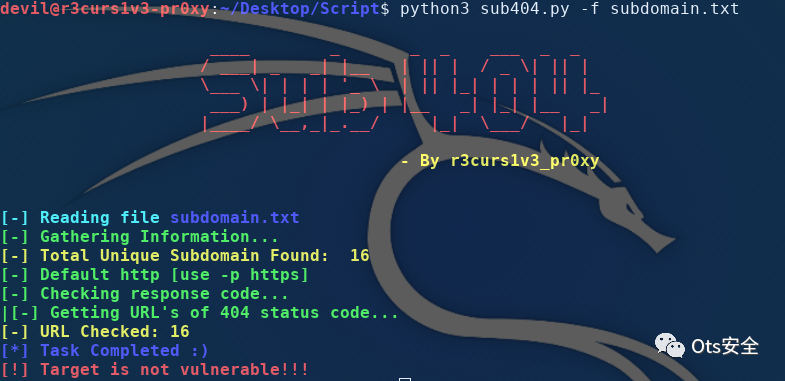 devil@r3curs1v3-pr0xy:~/Desktop/Script$ python3 sub404.py -f subdomain.txt
Sub 404
- By r3curs1v3_pr0xy
[-] Reading file subdomain.txt
[-] Gathering Information...
[-] Total Unique Subdomain Found:  16
[-] Default http [use -p https]
[-] Checking response code...
|[-] Getting URL's of 404 status code...
[-] URL Checked: 16
[*] Task Completed :)
[!] Target is not vulnerable!!!
Ots安全